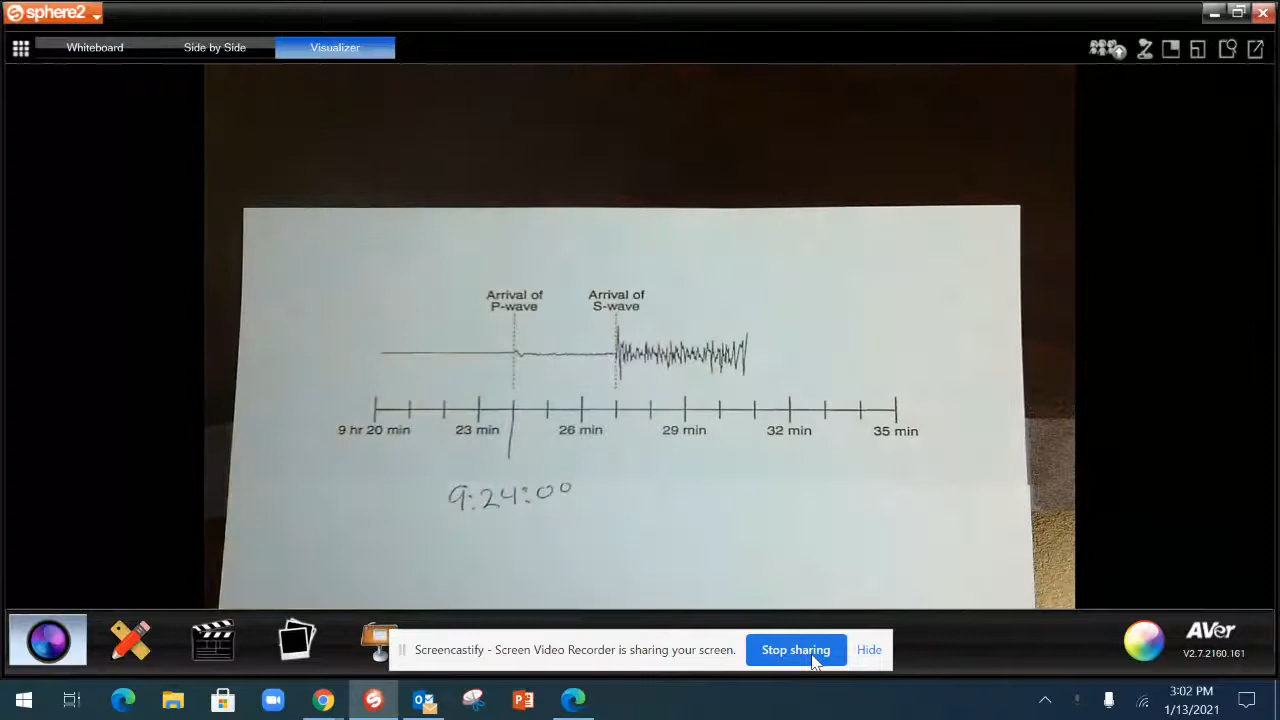 sphere2
Whiteboard Side by Side Visualizer
Arrival of Arrival of
P-wave S-wave
9 hr 20 min 23 min 26 min 29 min 32 min 35 min
9:24:00
Screencastify - Screen Video Recorder is sharing your screen. Stop sharing Hide
AVer
V2.7.2160.161
3:02 PM
1/13/2021